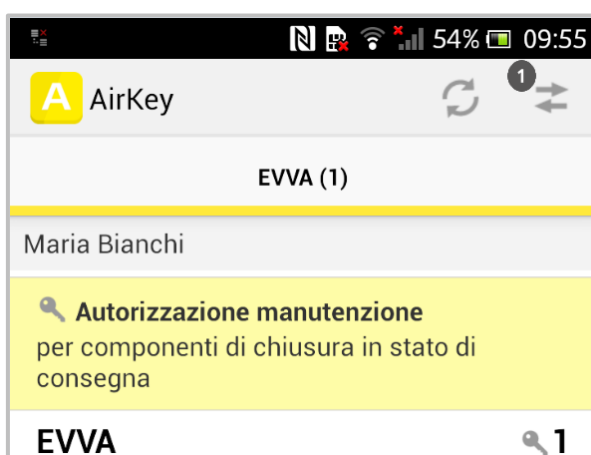 54% 09:55
A AirKey 1
EVVA (1)
Maria Bianchi
Autorizzazione manutenzione
per componenti di chiusura in stato di
consegna
EVVA 1